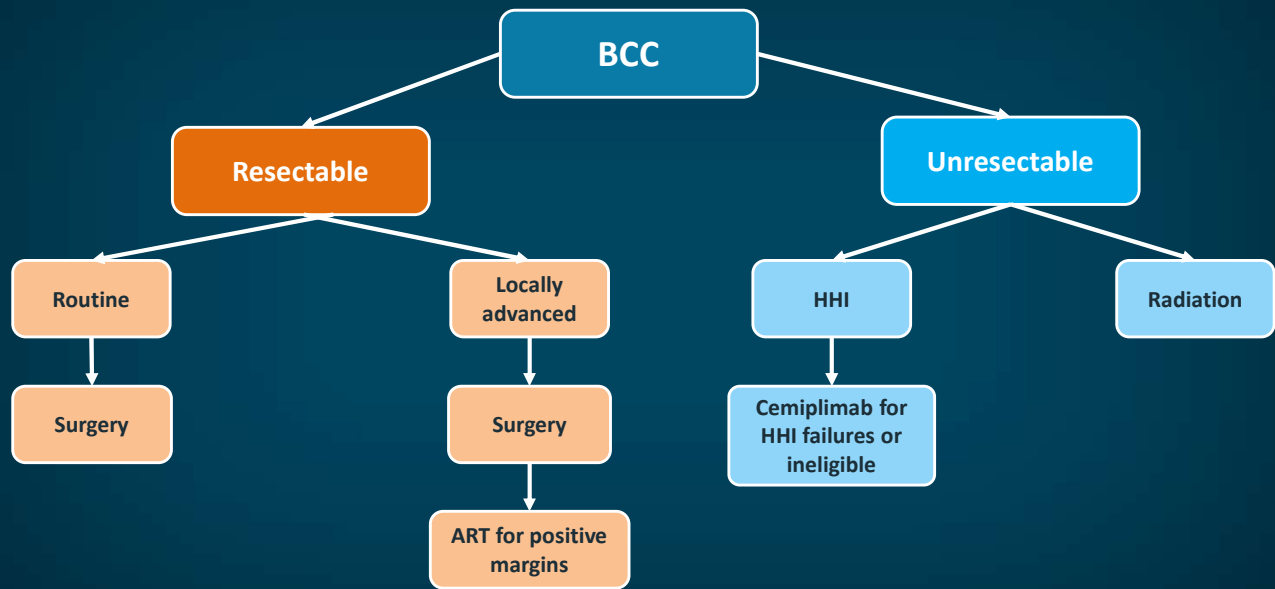 BCC
Resectable
Unresectable
Routine
Locally
advanced
HHI
Radiation
Surgery
Surgery
Cemiplimab for
HHI failures or
ineligible
ART for positive
margins